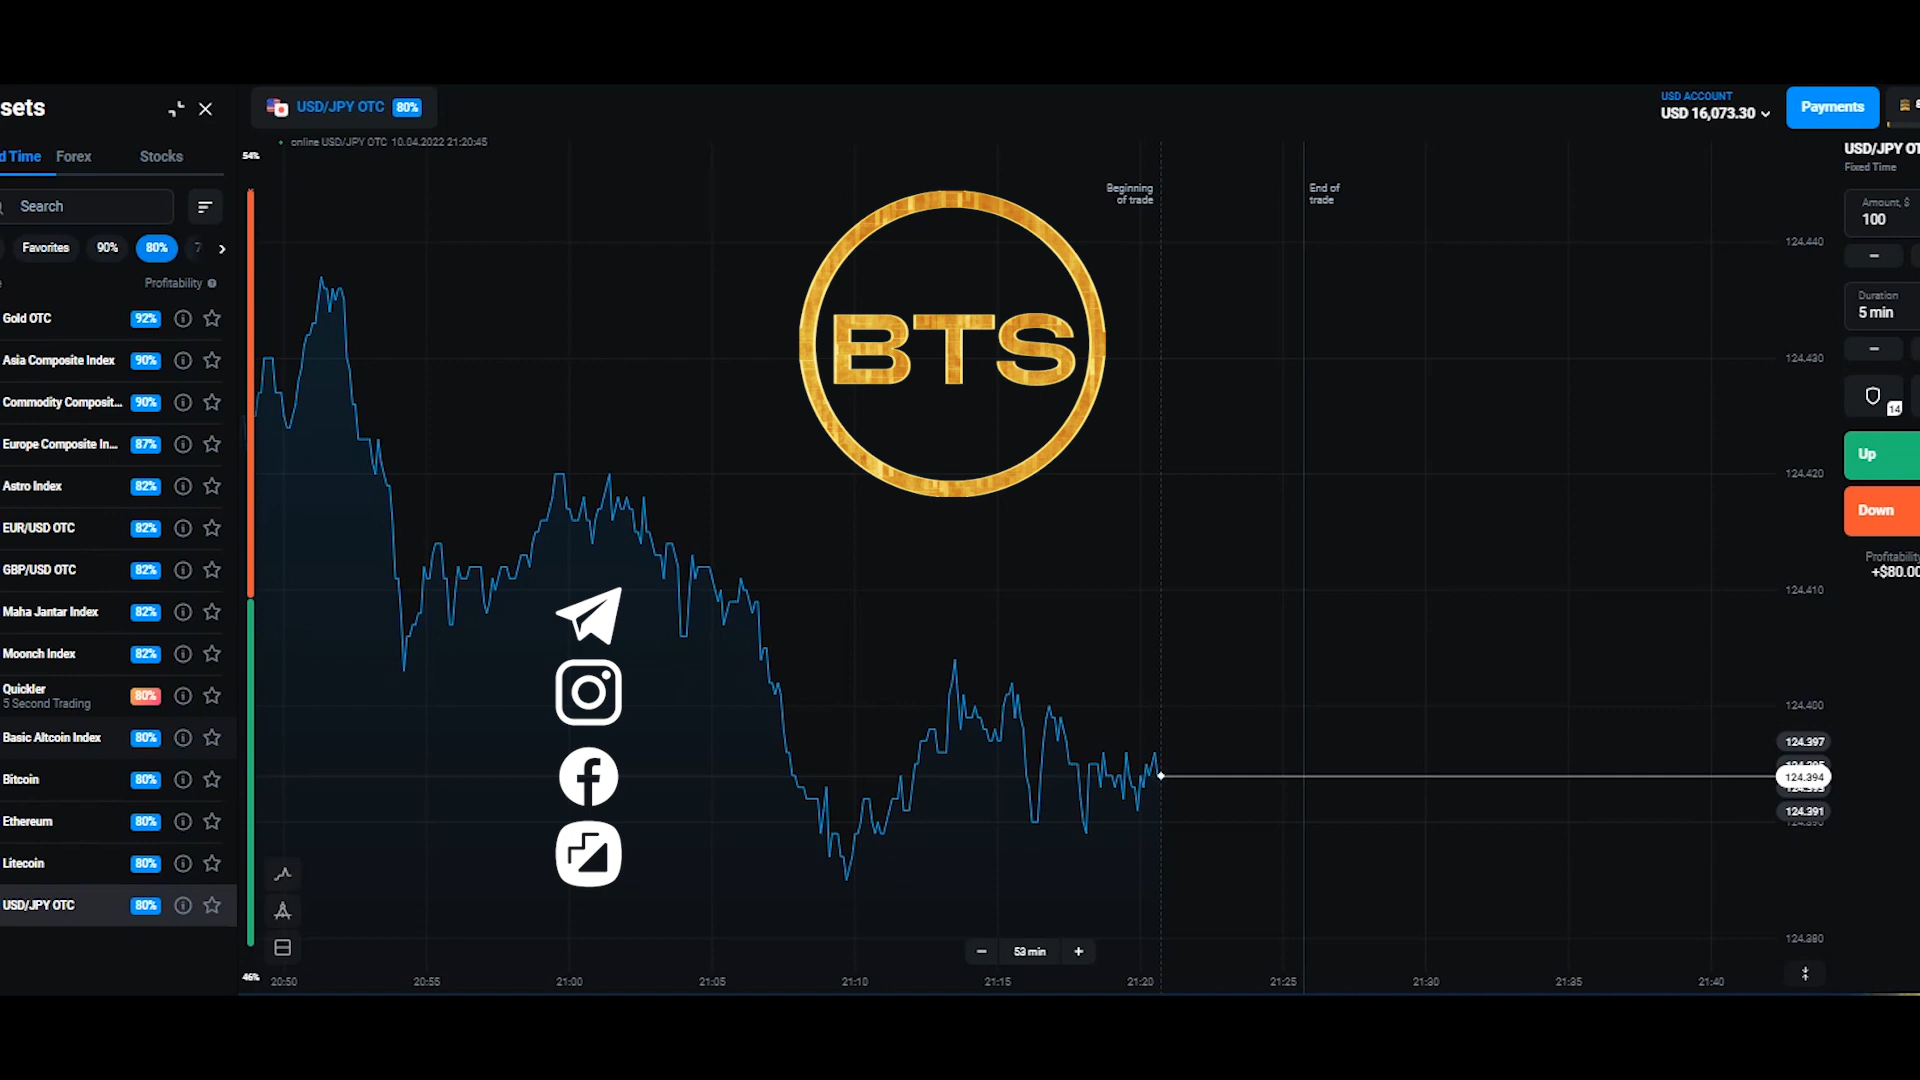 sets
USD/JPY OTC 80%
USD ACCOUNT
USD 16,073.30
Payments
online USD/JPY OTC 10.04.2022 21:20:45
d Time
Forex
Stocks
54%
Search
Favorites
90%
80%
7
Profitability
Gold OTC 92%
Asia Composite Index 90%
Commodity Composit... 90%
Europe Composite In... 87%
Astro Index 82%
EUR/USD OTC 82%
GBP/USD OTC 82%
Maha Jantar Index 82%
Moonch Index 82%
Quickler 80%
5 Second Trading
Basic Altcoin Index 80%
Bitcoin 80%
Ethereum 80%
Litecoin 80%
USD/JPY OTC 80%
46%
Beginning
of trade
End of
trade
BTS
124.440
124.430
124.420
124.410
124.400
124.397
124.394
124.391
124.380
53 min
20:50
20:55
21:00
21:05
21:10
21:15
21:20
21:25
21:30
21:35
21:40
USD/JPY OT
Fixed Time
Amount, $
100
Duration
5 min
14
Up
Down
Profitability
+$80.00